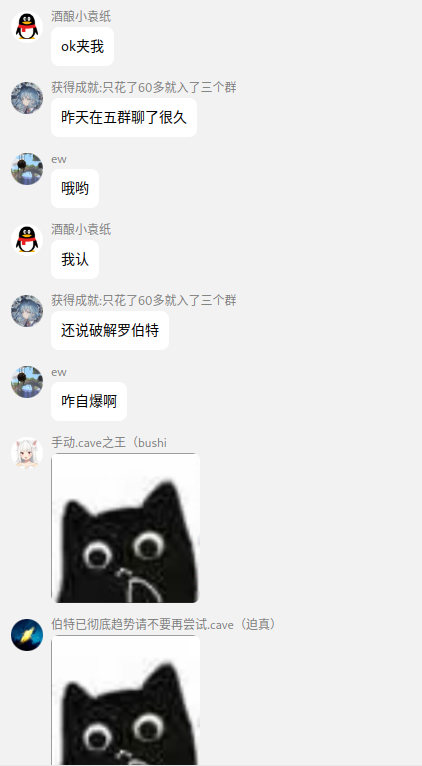 酒酿小袁纸
ok夹我
获得成就:只花了60多就入了三个群
昨天在五群聊了很久
ew
哦哟
酒酿小袁纸
我认
获得成就:只花了60多就入了三个群
还说破解罗伯特
ew
咋自爆啊
手动.cave之王（bushi
伯特已彻底趋势请不要再尝试.cave（迫真）